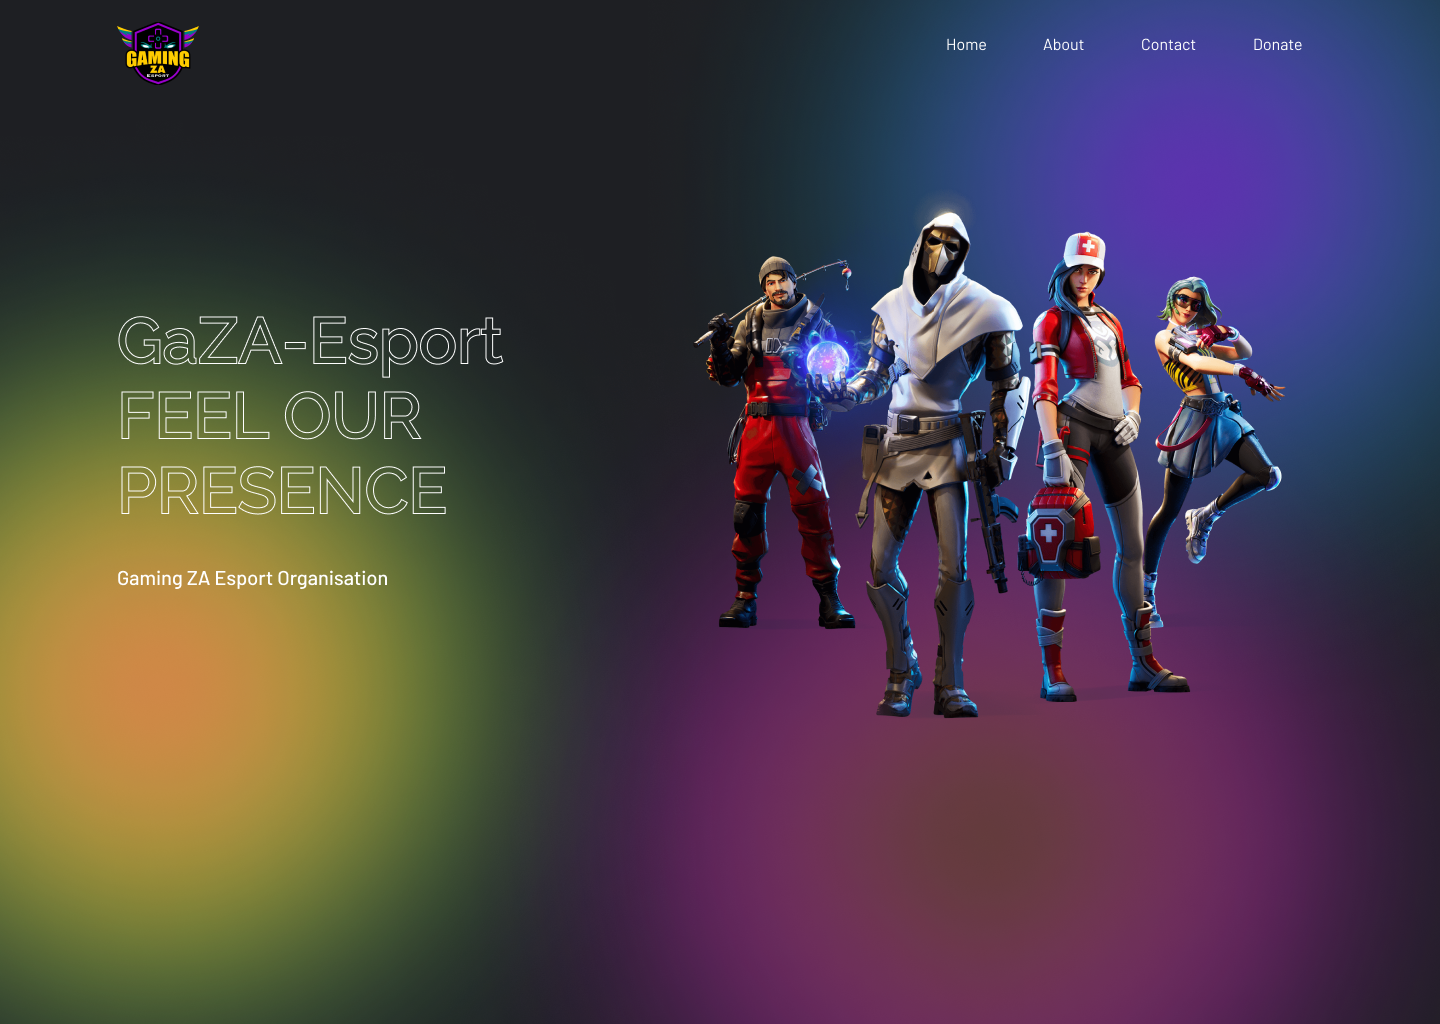 GAMING
ZA
ESPORT
Home About Contact Donate
GaZA-Esport
FEEL OUR
PRESENCE
Gaming ZA Esport Organisation